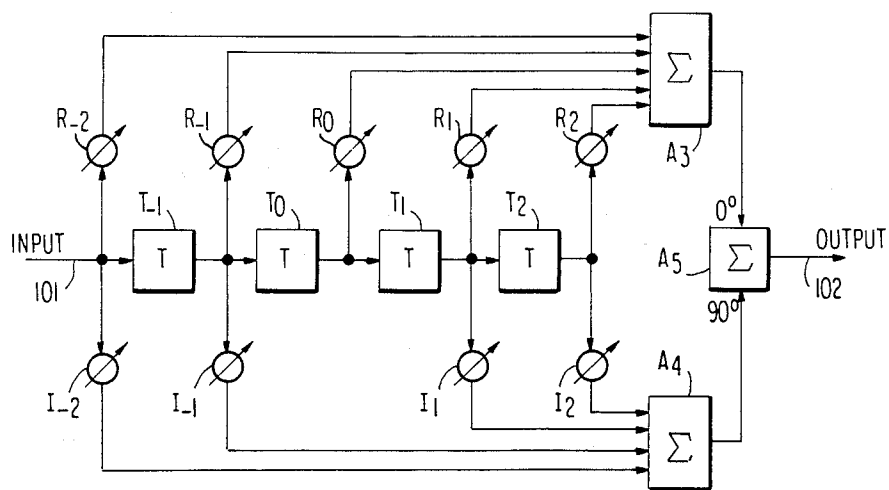 Σ
R₋₂
R₋₁
R₀
R₁
R₂
A₃
T₋₁
T₀
T₁
T₂
0°
INPUT
T
T
T
T
A₅
Σ
OUTPUT
101
102
90°
A₄
I₋₂
I₋₁
I₁
I₂
Σ